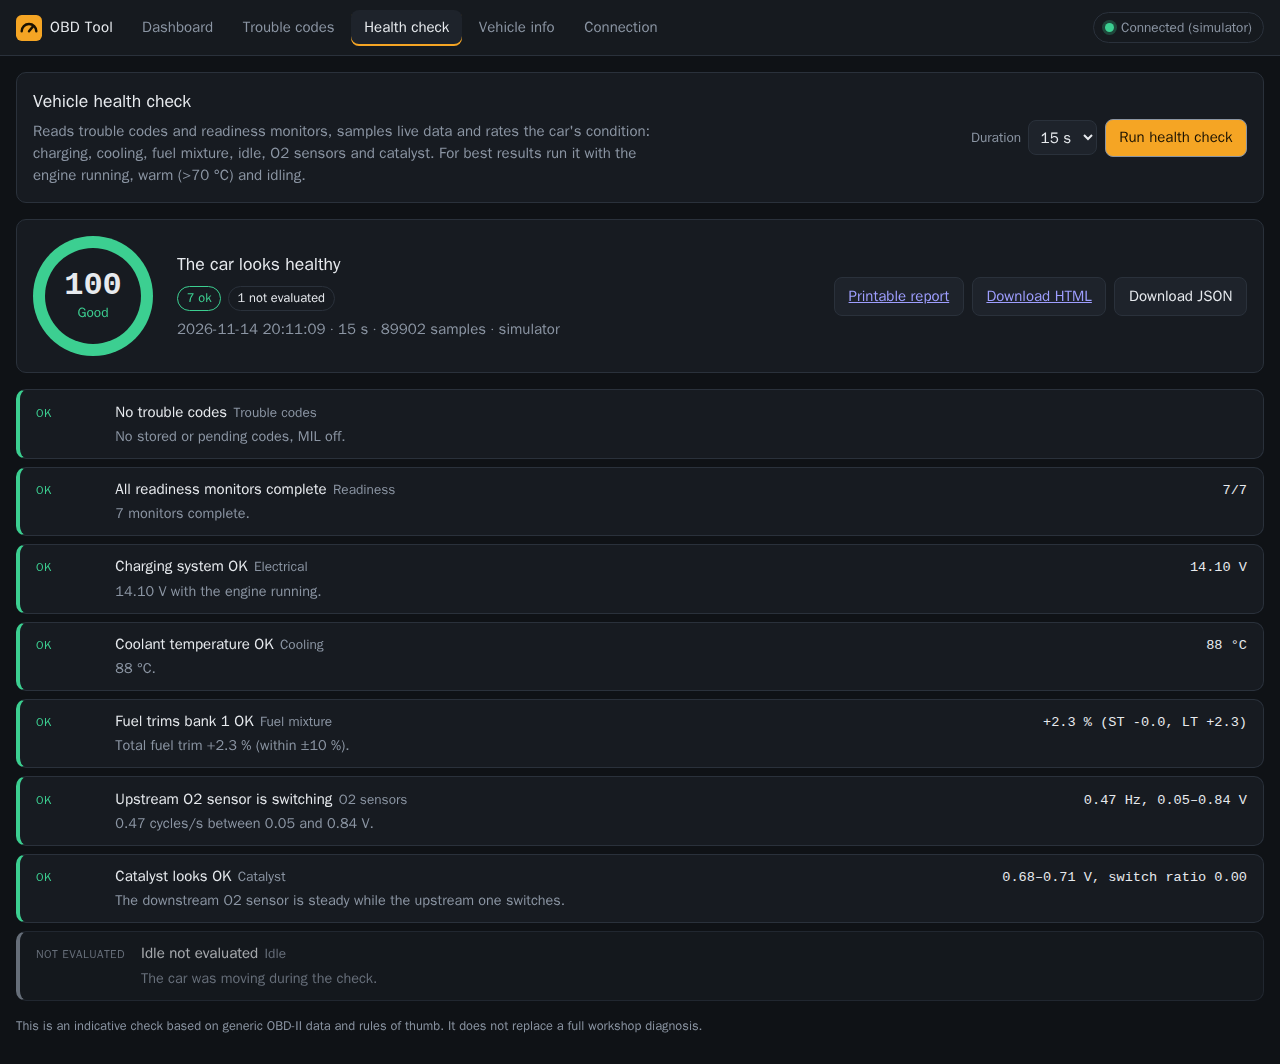 OBD Tool Dashboard Trouble codes Health check Vehicle info Connection Connected (simulator)
Vehicle health check
Reads trouble codes and readiness monitors, samples live data and rates the car's condition:
charging, cooling, fuel mixture, idle, O2 sensors and catalyst. For best results run it with the
engine running, warm (>70 °C) and idling.
Duration 15 s Run health check
100
Good
The car looks healthy
7 ok 1 not evaluated
2026-11-14 20:11:09 · 15 s · 89902 samples · simulator
Printable report Download HTML Download JSON
OK No trouble codes Trouble codes
No stored or pending codes, MIL off.
OK All readiness monitors complete Readiness 7/7
7 monitors complete.
OK Charging system OK Electrical 14.10 V
14.10 V with the engine running.
OK Coolant temperature OK Cooling 88 °C
88 °C.
OK Fuel trims bank 1 OK Fuel mixture +2.3 % (ST -0.0, LT +2.3)
Total fuel trim +2.3 % (within ±10 %).
OK Upstream O2 sensor is switching O2 sensors 0.47 Hz, 0.05–0.84 V
0.47 cycles/s between 0.05 and 0.84 V.
OK Catalyst looks OK Catalyst 0.68–0.71 V, switch ratio 0.00
The downstream O2 sensor is steady while the upstream one switches.
NOT EVALUATED Idle not evaluated Idle
The car was moving during the check.
This is an indicative check based on generic OBD-II data and rules of thumb. It does not replace a full workshop diagnosis.